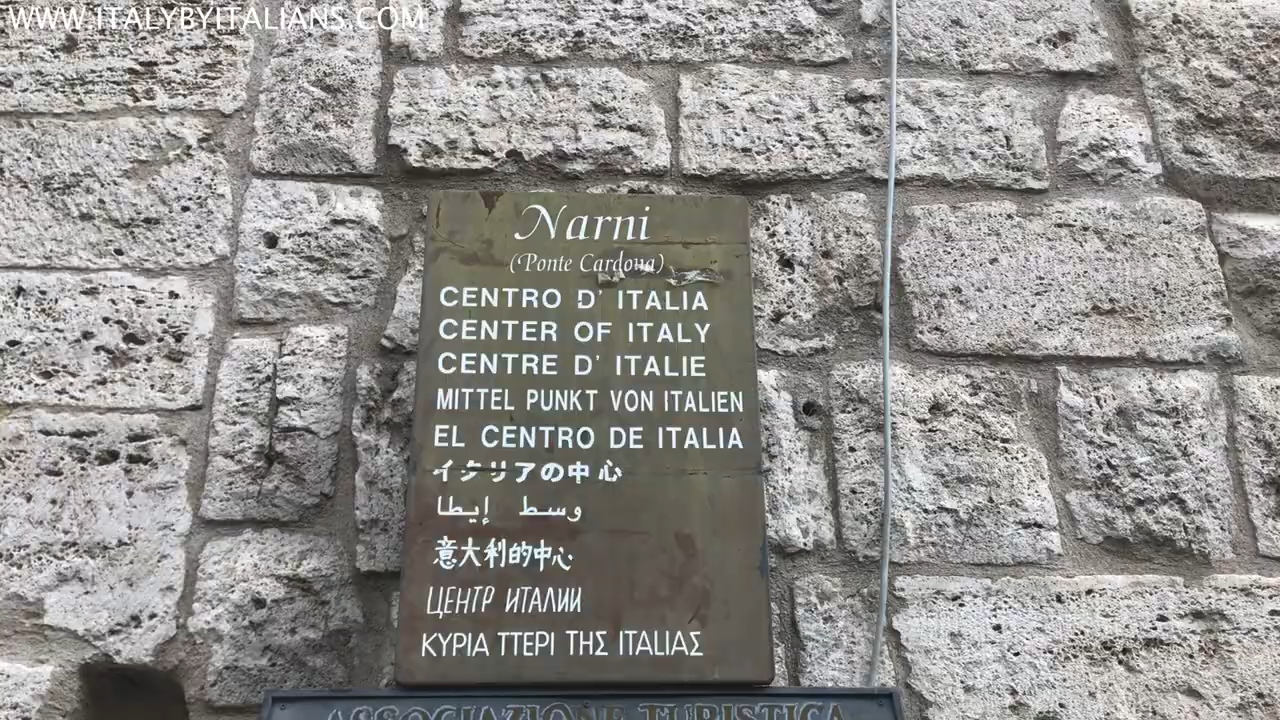 WWW.ITALYBYITALIANS.COM
Narni
(Ponte Cardona)
CENTRO D' ITALIA
CENTER OF ITALY
CENTRE D' ITALIE
MITTEL PUNKT VON ITALIEN
EL CENTRO DE ITALIA
イタリアの中心
وسط إيطا
意大利的中心
ЦЕНТР ИТАЛИИ
ΚΥΡΙΑ ΤΤΕΡΙ ΤΗΣ ΙΤΑLΙΑΣ
ASSOCIAZIONE TURISTICA